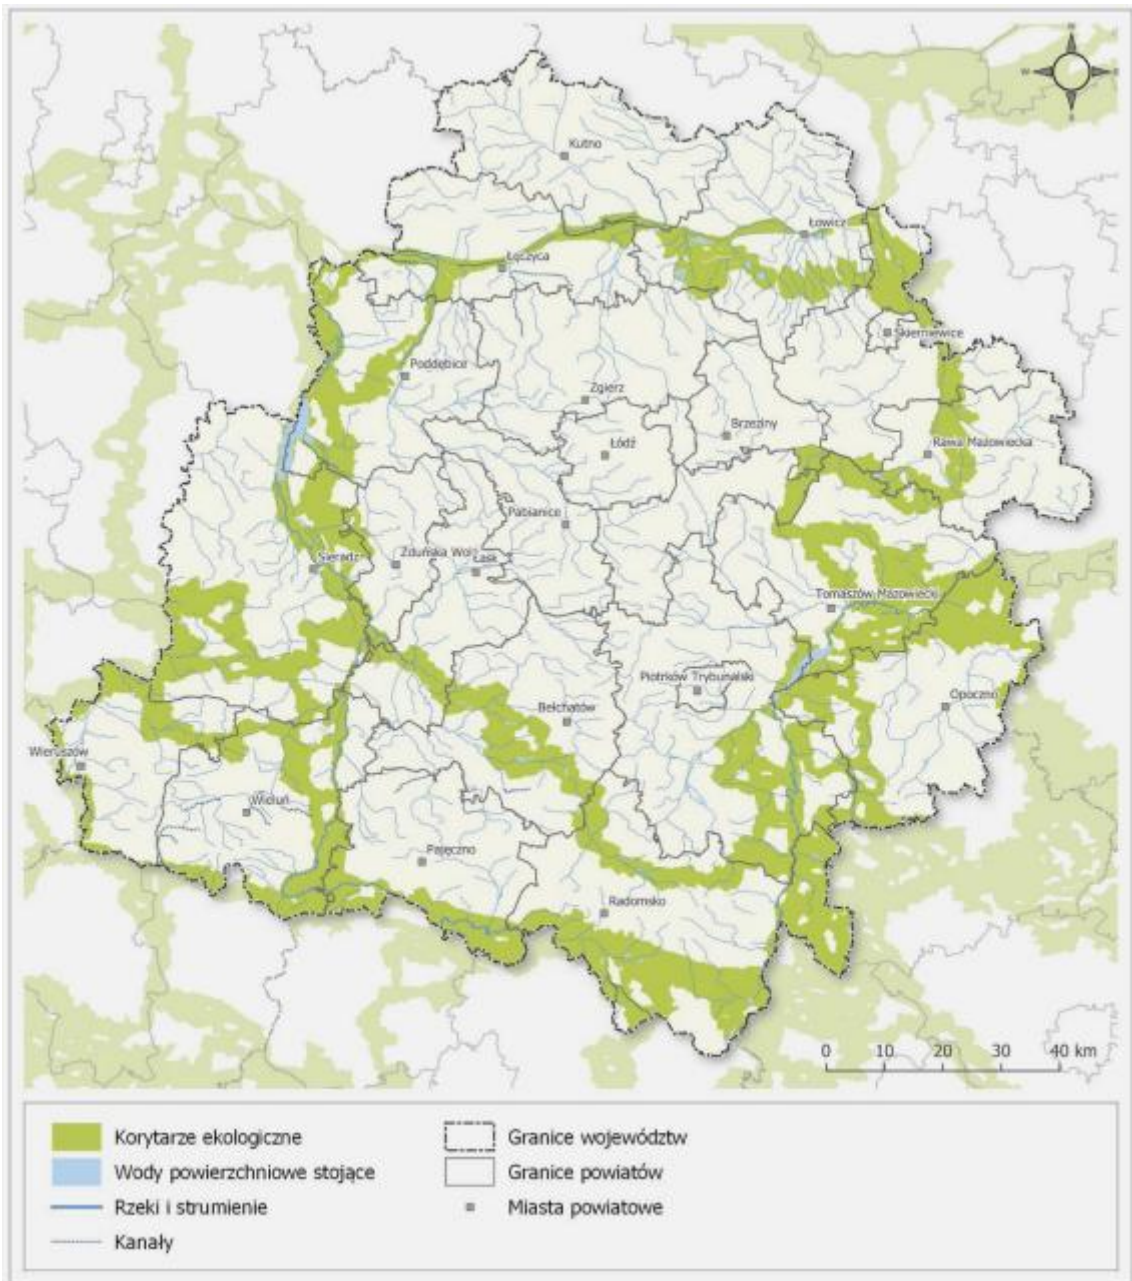 N
W
E
S
Kutno
Łowicz
Łęczyca
Skierniewice
Poddębice
Zgierz
Brzeziny
Łódź
Rawa Mazowiecka
Pabianice
Zduńska Wola
Łask
Sieradz
Tomaszów Mazowiecki
Piotrków Trybunalski
Opoczno
Bełchatów
Wieruszów
Wieluń
Pajęczno
Radomsko
0 10 20 30 40 km
Korytarze ekologiczne
Granice województw
Wody powierzchniowe stojące
Granice powiatów
Rzeki i strumienie
Miasta powiatowe
Kanały